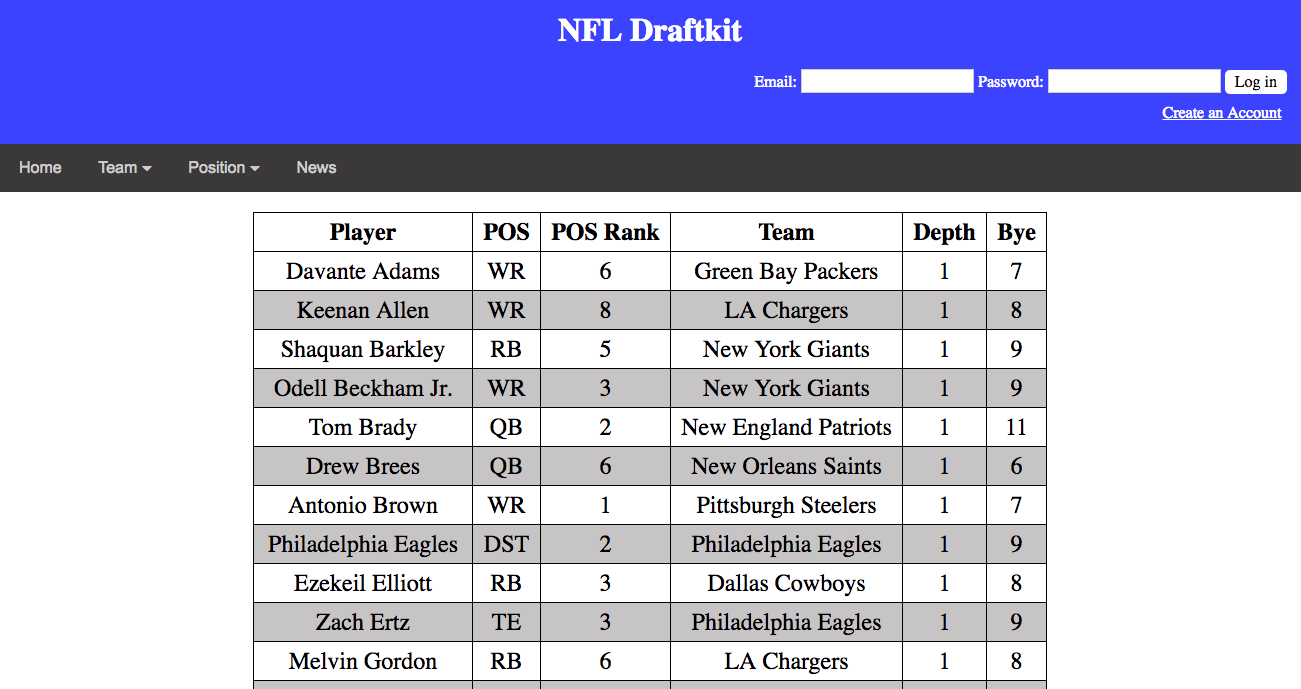 NFL Draftkit
Email: Password: Log in
Create an Account
Home Team Position News
Player POS POS Rank Team Depth Bye
Davante Adams WR 6 Green Bay Packers 1 7
Keenan Allen WR 8 LA Chargers 1 8
Shaquan Barkley RB 5 New York Giants 1 9
Odell Beckham Jr. WR 3 New York Giants 1 9
Tom Brady QB 2 New England Patriots 1 11
Drew Brees QB 6 New Orleans Saints 1 6
Antonio Brown WR 1 Pittsburgh Steelers 1 7
Philadelphia Eagles DST 2 Philadelphia Eagles 1 9
Ezekeil Elliott RB 3 Dallas Cowboys 1 8
Zach Ertz TE 3 Philadelphia Eagles 1 9
Melvin Gordon RB 6 LA Chargers 1 8